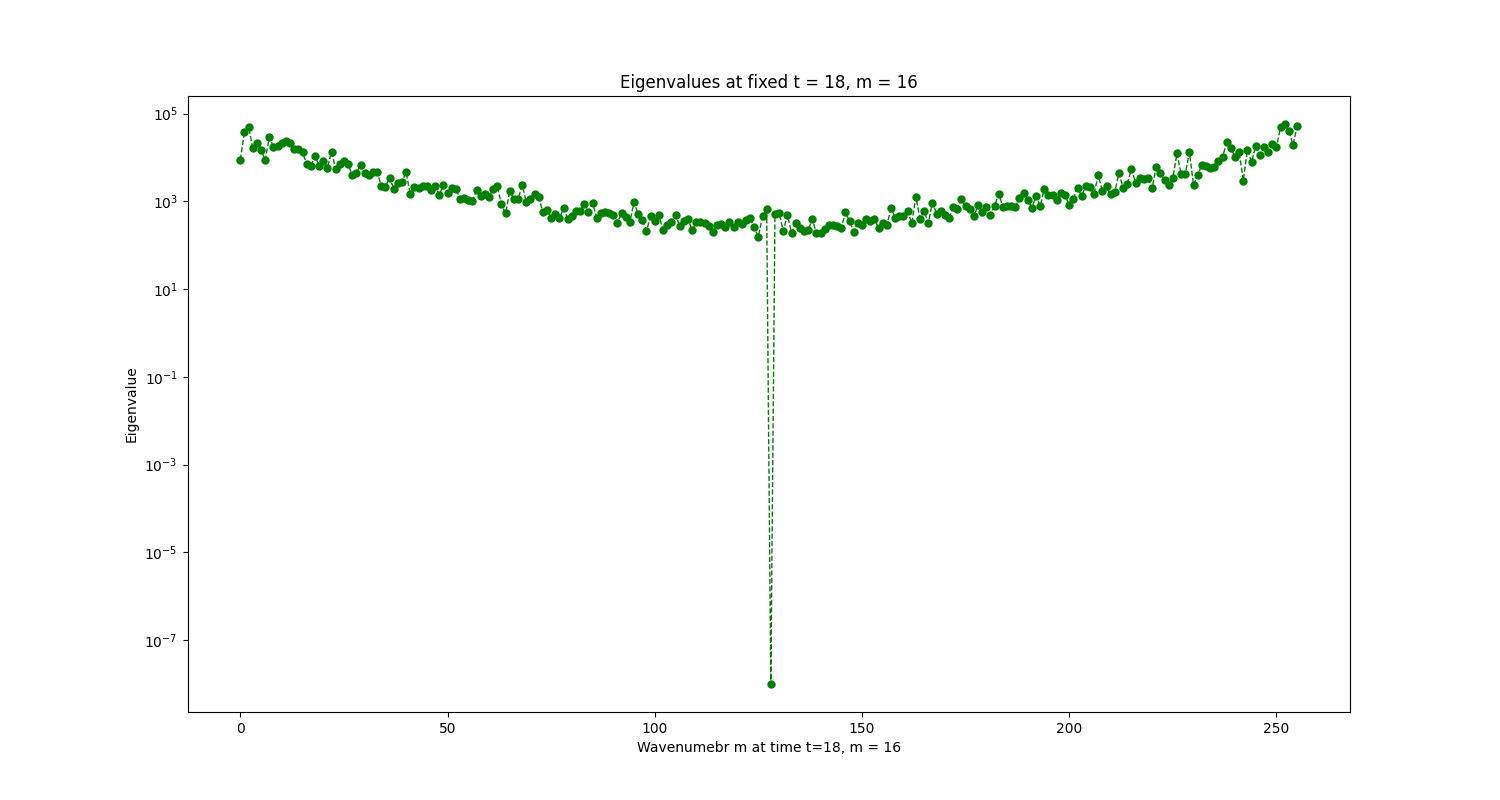 Eigenvalues at fixed t = 18, m = 16
10^5
10^3
10^1
10^-1
10^-3
10^-5
10^-7
Eigenvalue
0 50 100 150 200 250
Wavenumebr m at time t=18, m = 16